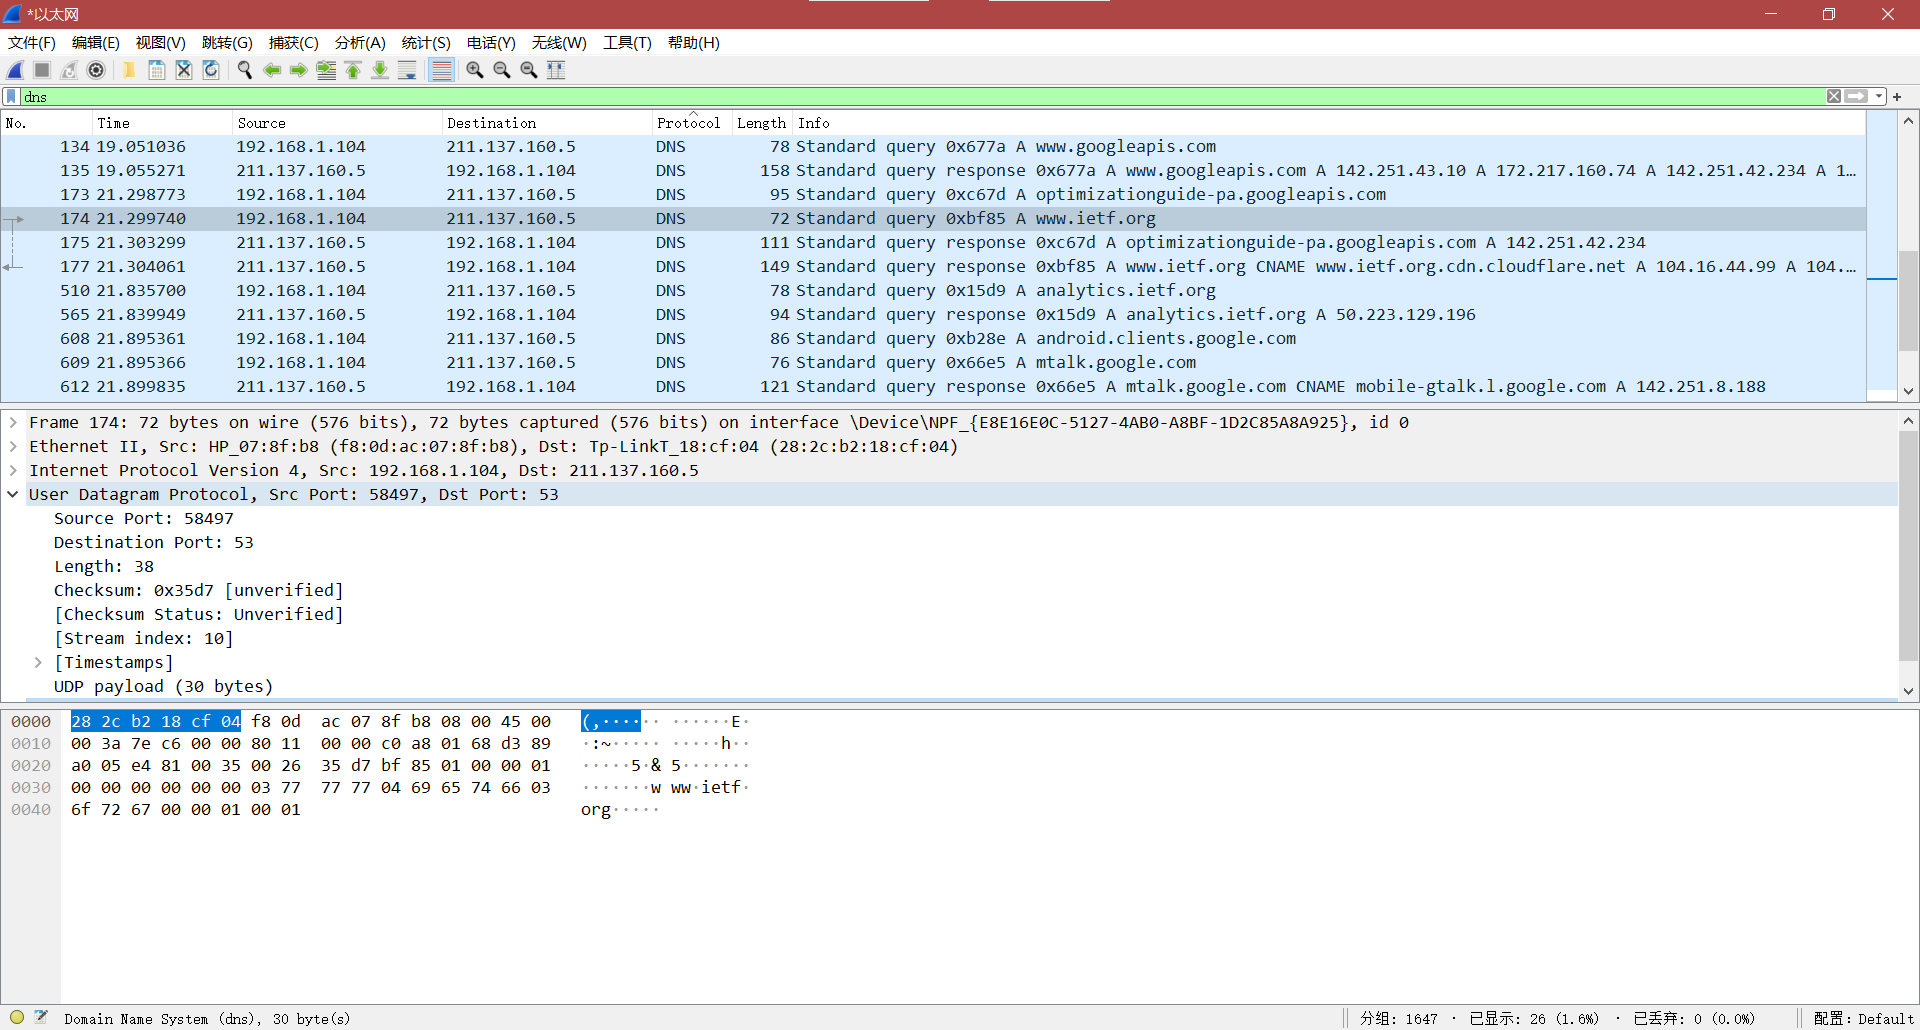 *以太网
文件(F) 编辑(E) 视图(V) 跳转(G) 捕获(C) 分析(A) 统计(S) 电话(Y) 无线(W) 工具(T) 帮助(H)
dns
No. Time Source Destination Protocol Length Info
134 19.051036 192.168.1.104 211.137.160.5 DNS 78 Standard query 0x677a A www.googleapis.com
135 19.055271 211.137.160.5 192.168.1.104 DNS 158 Standard query response 0x677a A www.googleapis.com A 142.251.43.10 A 172.217.160.74 A 142.251.42.234 A 1…
173 21.298773 192.168.1.104 211.137.160.5 DNS 95 Standard query 0xc67d A optimizationguide-pa.googleapis.com
174 21.299740 192.168.1.104 211.137.160.5 DNS 72 Standard query 0xbf85 A www.ietf.org
175 21.303299 211.137.160.5 192.168.1.104 DNS 111 Standard query response 0xc67d A optimizationguide-pa.googleapis.com A 142.251.42.234
177 21.304061 211.137.160.5 192.168.1.104 DNS 149 Standard query response 0xbf85 A www.ietf.org CNAME www.ietf.org.cdn.cloudflare.net A 104.16.44.99 A 104.…
510 21.835700 192.168.1.104 211.137.160.5 DNS 78 Standard query 0x15d9 A analytics.ietf.org
565 21.839949 211.137.160.5 192.168.1.104 DNS 94 Standard query response 0x15d9 A analytics.ietf.org A 50.223.129.196
608 21.895361 192.168.1.104 211.137.160.5 DNS 86 Standard query 0xb28e A android.clients.google.com
609 21.895366 192.168.1.104 211.137.160.5 DNS 76 Standard query 0x66e5 A mtalk.google.com
612 21.899835 211.137.160.5 192.168.1.104 DNS 121 Standard query response 0x66e5 A mtalk.google.com CNAME mobile-gtalk.l.google.com A 142.251.8.188
Frame 174: 72 bytes on wire (576 bits), 72 bytes captured (576 bits) on interface \Device\NPF_{E8E16E0C-5127-4AB0-A8BF-1D2C85A8A925}, id 0
Ethernet II, Src: HP_07:8f:b8 (f8:0d:ac:07:8f:b8), Dst: Tp-LinkT_18:cf:04 (28:2c:b2:18:cf:04)
Internet Protocol Version 4, Src: 192.168.1.104, Dst: 211.137.160.5
User Datagram Protocol, Src Port: 58497, Dst Port: 53
Source Port: 58497
Destination Port: 53
Length: 38
Checksum: 0x35d7 [unverified]
[Checksum Status: Unverified]
[Stream index: 10]
[Timestamps]
UDP payload (30 bytes)
0000 28 2c b2 18 cf 04 f8 0d ac 07 8f b8 08 00 45 00 (,······ ······E·
0010 00 3a 7e c6 00 00 80 11 00 00 c0 a8 01 68 d3 89 ·:~····· ·····h··
0020 a0 05 e4 81 00 35 00 26 35 d7 bf 85 01 00 00 01 ·····5·& 5·······
0030 00 00 00 00 00 00 03 77 77 77 04 69 65 74 66 03 ·······w ww·ietf·
0040 6f 72 67 00 00 01 00 01 org·····
Domain Name System (dns), 30 byte(s) 分组: 1647 · 已显示: 26 (1.6%) · 已丢弃: 0 (0.0%) 配置: Default